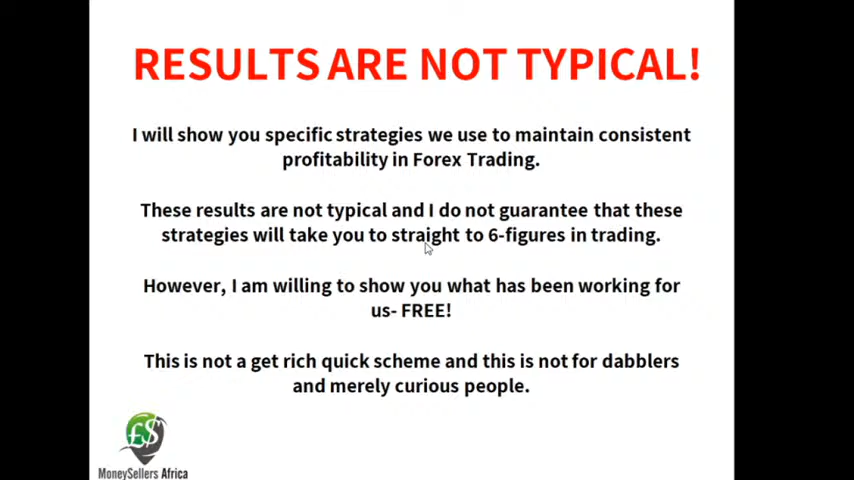 RESULTS ARE NOT TYPICAL!
I will show you specific strategies we use to maintain consistent
profitability in Forex Trading.
These results are not typical and I do not guarantee that these
strategies will take you to straight to 6-figures in trading.
However, I am willing to show you what has been working for
us- FREE!
This is not a get rich quick scheme and this is not for dabblers
and merely curious people.
£$
MoneySellers Africa